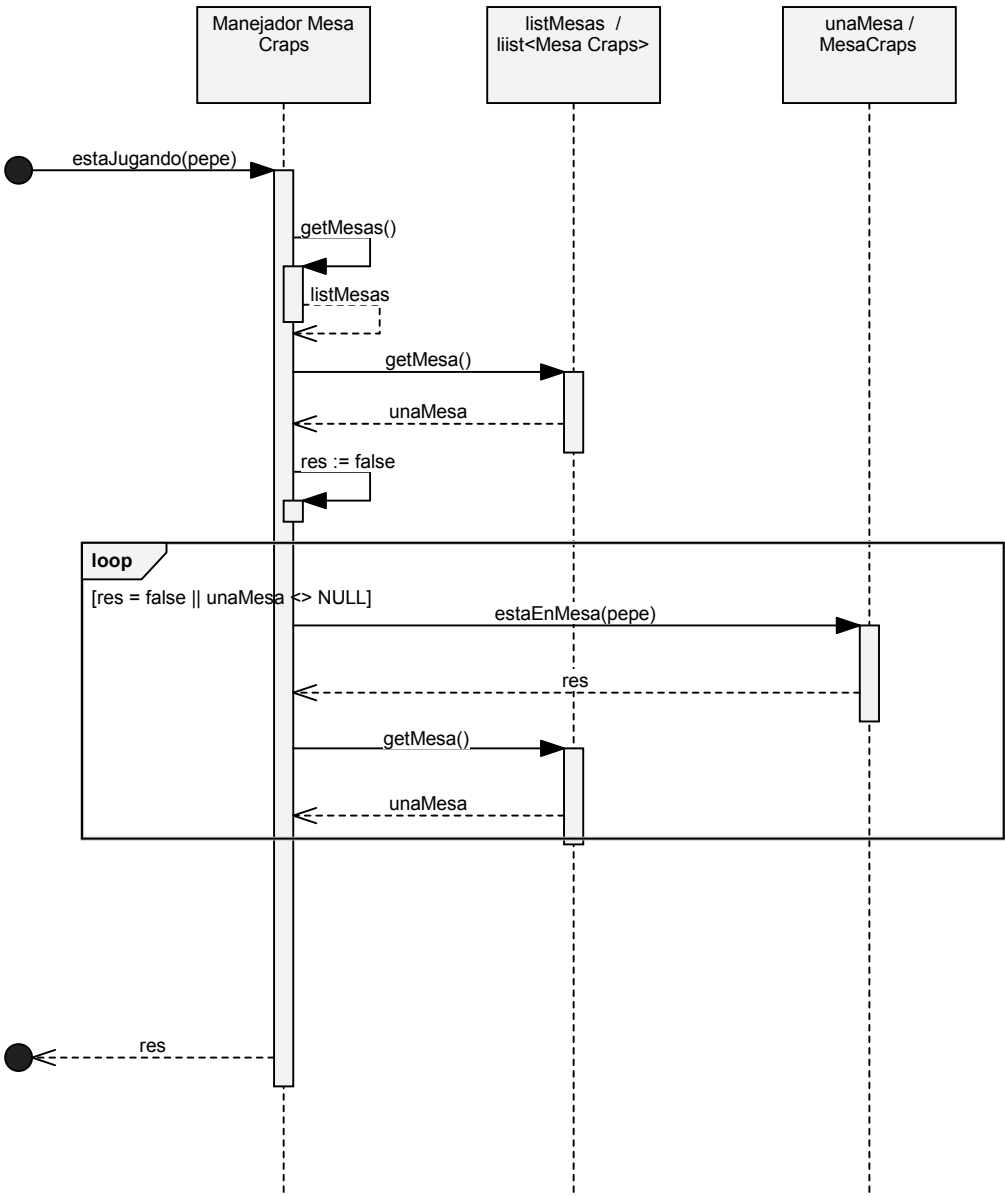 Manejador Mesa
Craps
listMesas /
liist<Mesa Craps>
unaMesa /
MesaCraps
estaJugando(pepe)
getMesas()
listMesas
getMesa()
unaMesa
res := false
loop
[res = false || unaMesa <> NULL]
estaEnMesa(pepe)
res
getMesa()
unaMesa
res